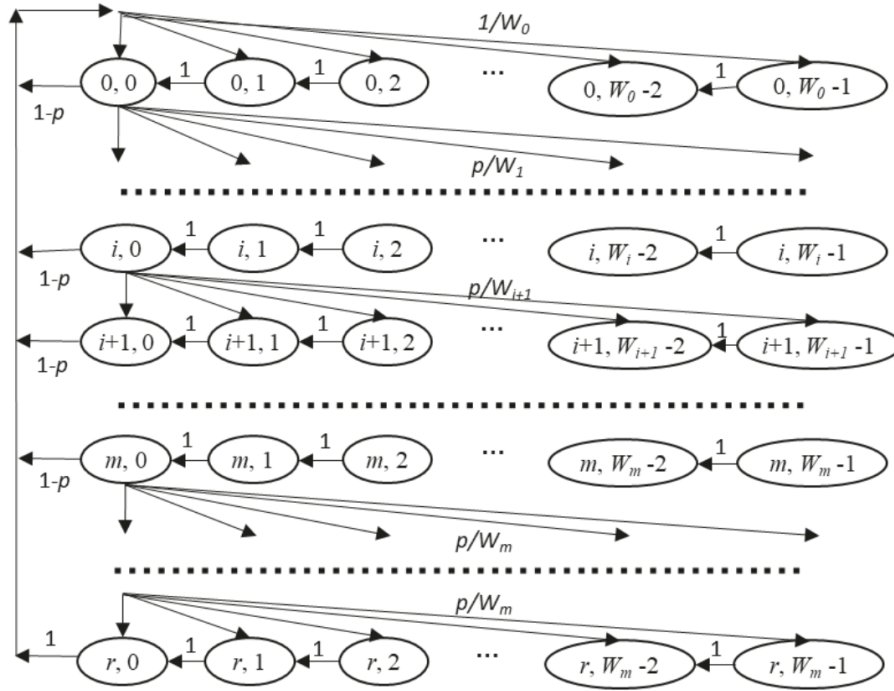 1/W0
0, 0 1 0, 1 1 0, 2 ... 0, W0 -2 1 0, W0 -1
1-p
p/W1
i, 0 1 i, 1 1 i, 2 ... i, Wi -2 1 i, Wi -1
1-p
p/Wi+1
i+1, 0 1 i+1, 1 1 i+1, 2 ... i+1, Wi+1 -2 1 i+1, Wi+1 -1
1-p
m, 0 1 m, 1 1 m, 2 ... m, Wm -2 1 m, Wm -1
1-p
p/Wm
p/Wm
1 r, 0 1 r, 1 1 r, 2 ... r, Wm -2 1 r, Wm -1